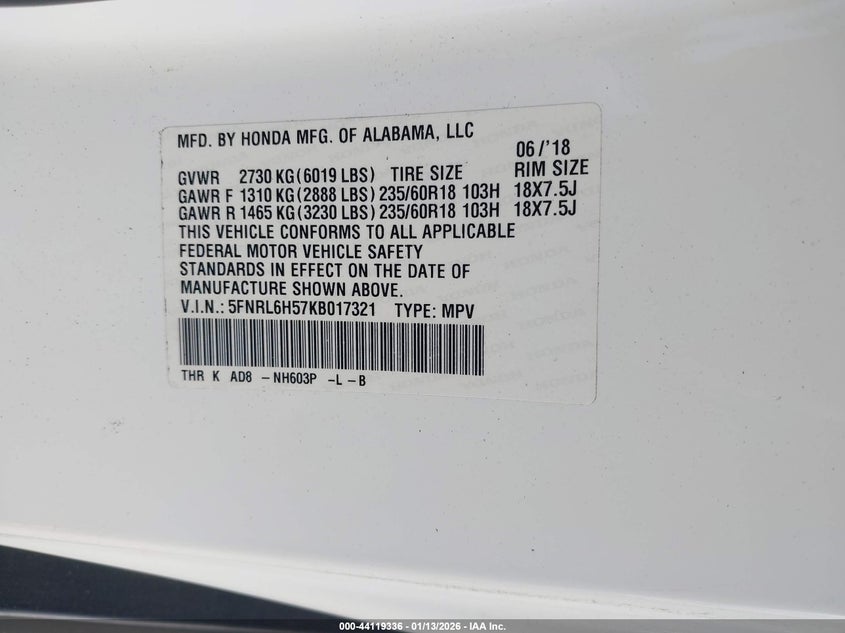 MFD. BY HONDA MFG. OF ALABAMA, LLC
06/'18
GVWR 2730 KG(6019 LBS) TIRE SIZE RIM SIZE
GAWR F 1310 KG(2888 LBS) 235/60R18 103H 18X7.5J
GAWR R 1465 KG(3230 LBS) 235/60R18 103H 18X7.5J
THIS VEHICLE CONFORMS TO ALL APPLICABLE
FEDERAL MOTOR VEHICLE SAFETY
STANDARDS IN EFFECT ON THE DATE OF
MANUFACTURE SHOWN ABOVE.
V.I.N.: 5FNRL6H57KB017321 TYPE: MPV
THR K AD8 -NH603P -L -B
000-44119336 - 01/13/2026 - IAA Inc.